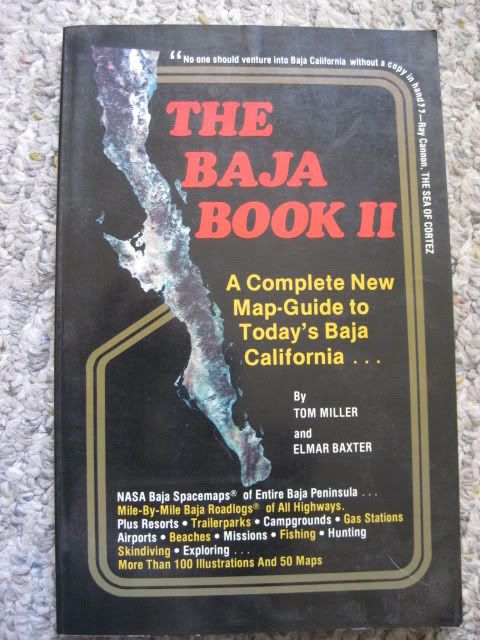 “No one should venture into Baja California without a copy in hand”—Ray Cannon, THE SEA OF CORTEZ
THE
BAJA
BOOK II
A Complete New
Map-Guide to
Today's Baja
California . . .
By
TOM MILLER
and
ELMAR BAXTER
NASA Baja Spacemaps® of Entire Baja Peninsula . . .
Mile-By-Mile Baja Roadlogs® of All Highways.
Plus Resorts • Trailerparks • Campgrounds • Gas Stations
Airports • Beaches • Missions • Fishing • Hunting
Skindiving • Exploring . . .
More Than 100 Illustrations And 50 Maps